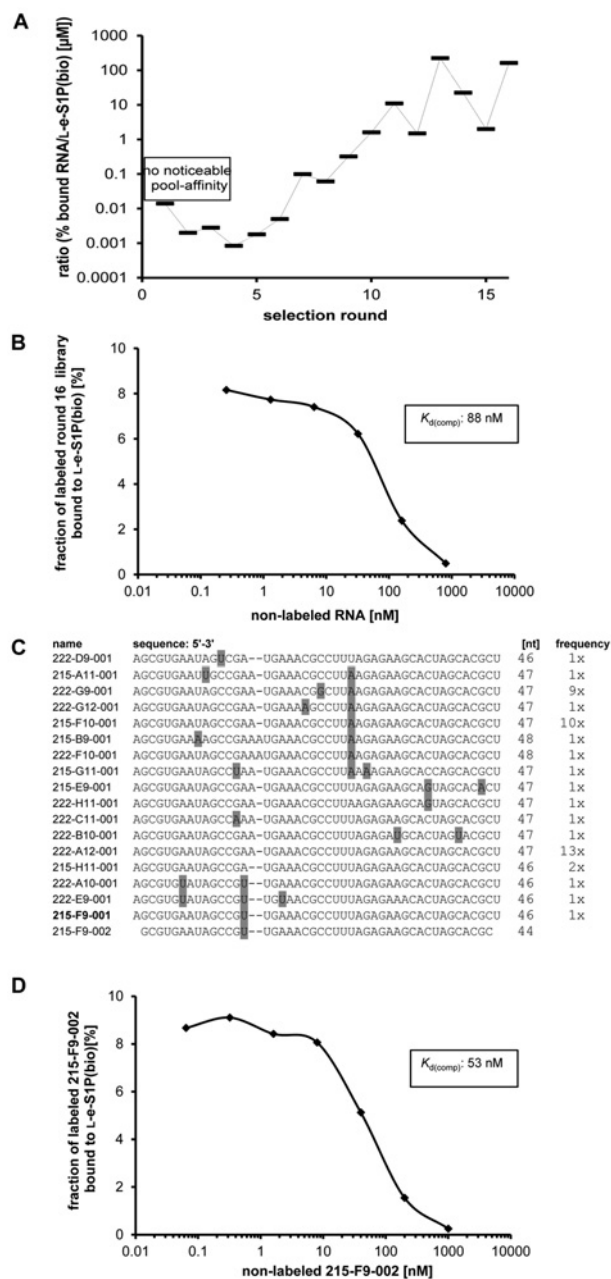 A
ratio (% bound RNA/L-e-S1P(bio) [µM])
1000
100
10
1
0.1
0.01
0.001
0.0001
no noticeable
pool-affinity
0 5 10 15
selection round
B
fraction of labeled round 16 library
bound to L-e-S1P(bio) [%]
10
8
6
4
2
0
Kd(comp): 88 nM
0.01 0.1 1 10 100 1000 10000
non-labeled RNA [nM]
C
name sequence: 5'-3' [nt] frequency
222-D9-001 AGCGUGAAUAGUCGA--UGAAACGCCUUUAGAGAAGCACUAGCACGCU 46 1x
215-A11-001 AGCGUGAAUUGCCGAA-UGAAACGCCUUAAGAGAAGCACUAGCACGCU 47 1x
222-G9-001 AGCGUGAAUAGCCGAA-UGAAACGGCUUAAGAGAAGCACUAGCACGCU 47 9x
222-G12-001 AGCGUGAAUAGCCGAA-UGAAAAGCCUUAAGAGAAGCACUAGCACGCU 47 1x
215-F10-001 AGCGUGAAUAGCCGAA-UGAAACGCCUUAAGAGAAGCACUAGCACGCU 47 10x
215-B9-001 AGCGUGAAAAGCCGAAAUGAAACGCCUUAAGAGAAGCACUAGCACGCU 48 1x
222-F10-001 AGCGUGAAUAGCCGAAAUGAAACGCCUUAAGAGAAGCACUAGCACGCU 48 1x
215-G11-001 AGCGUGAAUAGCCUAA-UGAAACGCCUUAAAAGAAGCACCAGCACGCU 47 1x
215-E9-001 AGCGUGAAUAGCCGAA-UGAAACGCCUUUAGAGAAGCAGUAGCACACU 47 1x
222-H11-001 AGCGUGAAUAGCCGAA-UGAAACGCCUUUAGAGAAGCAGUAGCACGCU 47 1x
222-C11-001 AGCGUGAAUAGCCAAA-UGAAACGCCUUUAGAGAAGCACUAGCACGCU 47 1x
222-B10-001 AGCGUGAAUAGCCGAA-UGAAACGCCUUUAGAGAUGCACUAGUACGCU 47 1x
222-A12-001 AGCGUGAAUAGCCGAA-UGAAACGCCUUUAGAGAAGCACUAGCACGCU 47 13x
215-H11-001 AGCGUGAAUAGCCGA--UGAAACGCCUUUAGAGAAGCACUAGCACGCU 46 2x
222-A10-001 AGCGUGUAUAGCCGU--UGAAACGCCUUUAGAGAAGCACUAGCACGCU 46 1x
222-E9-001 AGCGUGUAUAGCCGU--UGUAACGCCUUUAGAGAAGCACUAGCACGCU 46 1x
215-F9-001 AGCGUGAAUAGCCGU--UGAAACGCCUUUAGAGAAGCACUAGCACGCU 46 1x
215-F9-002 GCGUGAAUAGCCGU--UGAAACGCCUUUAGAGAAGCACUAGCACGC 44
D
fraction of labeled 215-F9-002
bound to L-e-S1P(bio)[%]
10
8
6
4
2
0
Kd(comp): 53 nM
0.01 0.1 1 10 100 1000 10000
non-labeled 215-F9-002 [nM]